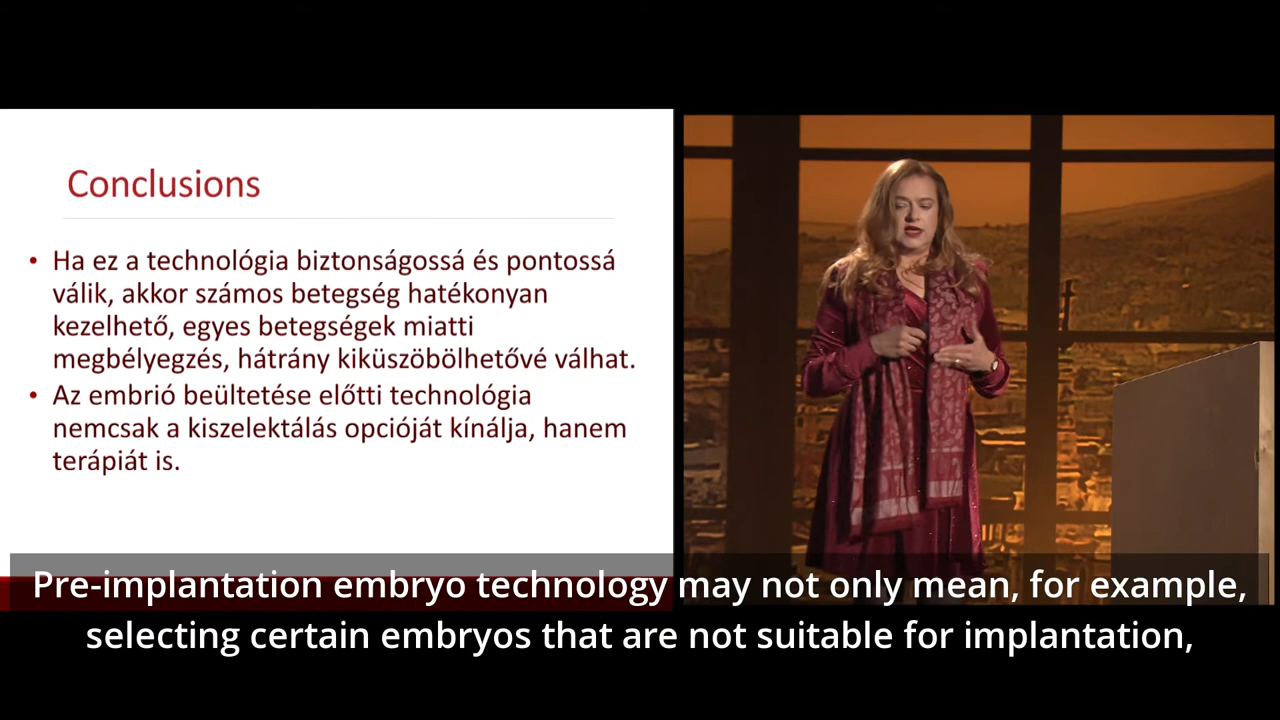 Conclusions
• Ha ez a technológia biztonságossá és pontossá
válik, akkor számos betegség hatékonyan
kezelhető, egyes betegségek miatti
megbélyegzés, hátrány kiküszöbölhetővé válhat.
• Az embrió beültetése előtti technológia
nemcsak a kiszelektálás opcióját kínálja, hanem
terápiát is.
Pre-implantation embryo technology may not only mean, for example,
selecting certain embryos that are not suitable for implantation,